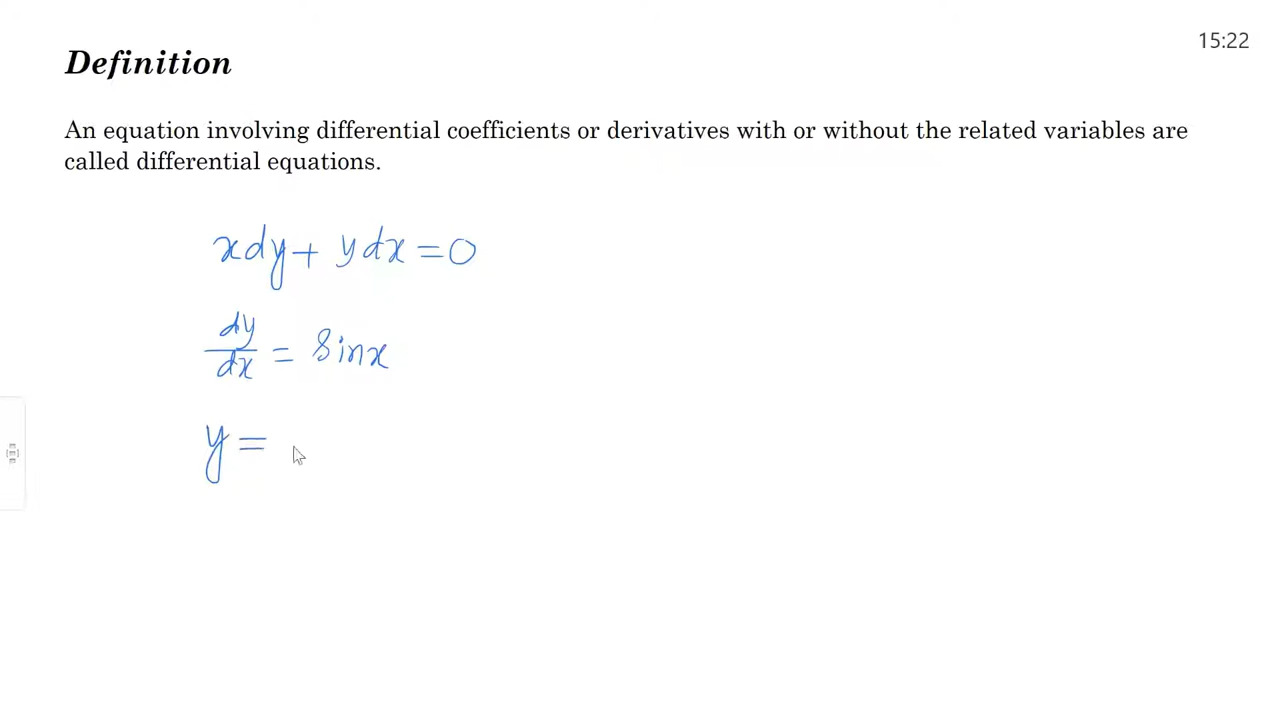 15:22
Definition
An equation involving differential coefficients or derivatives with or without the related variables are
called differential equations.
xdy + ydx = 0
dy/dx = sinx
y =